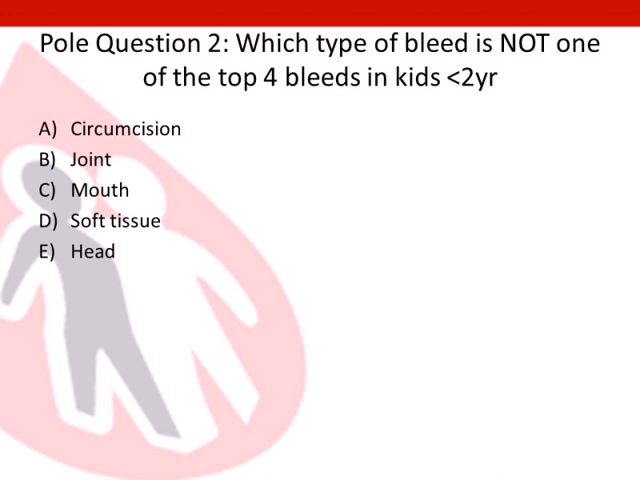 Pole Question 2: Which type of bleed is NOT one
of the top 4 bleeds in kids <2yr
A) Circumcision
B) Joint
C) Mouth
D) Soft tissue
E) Head